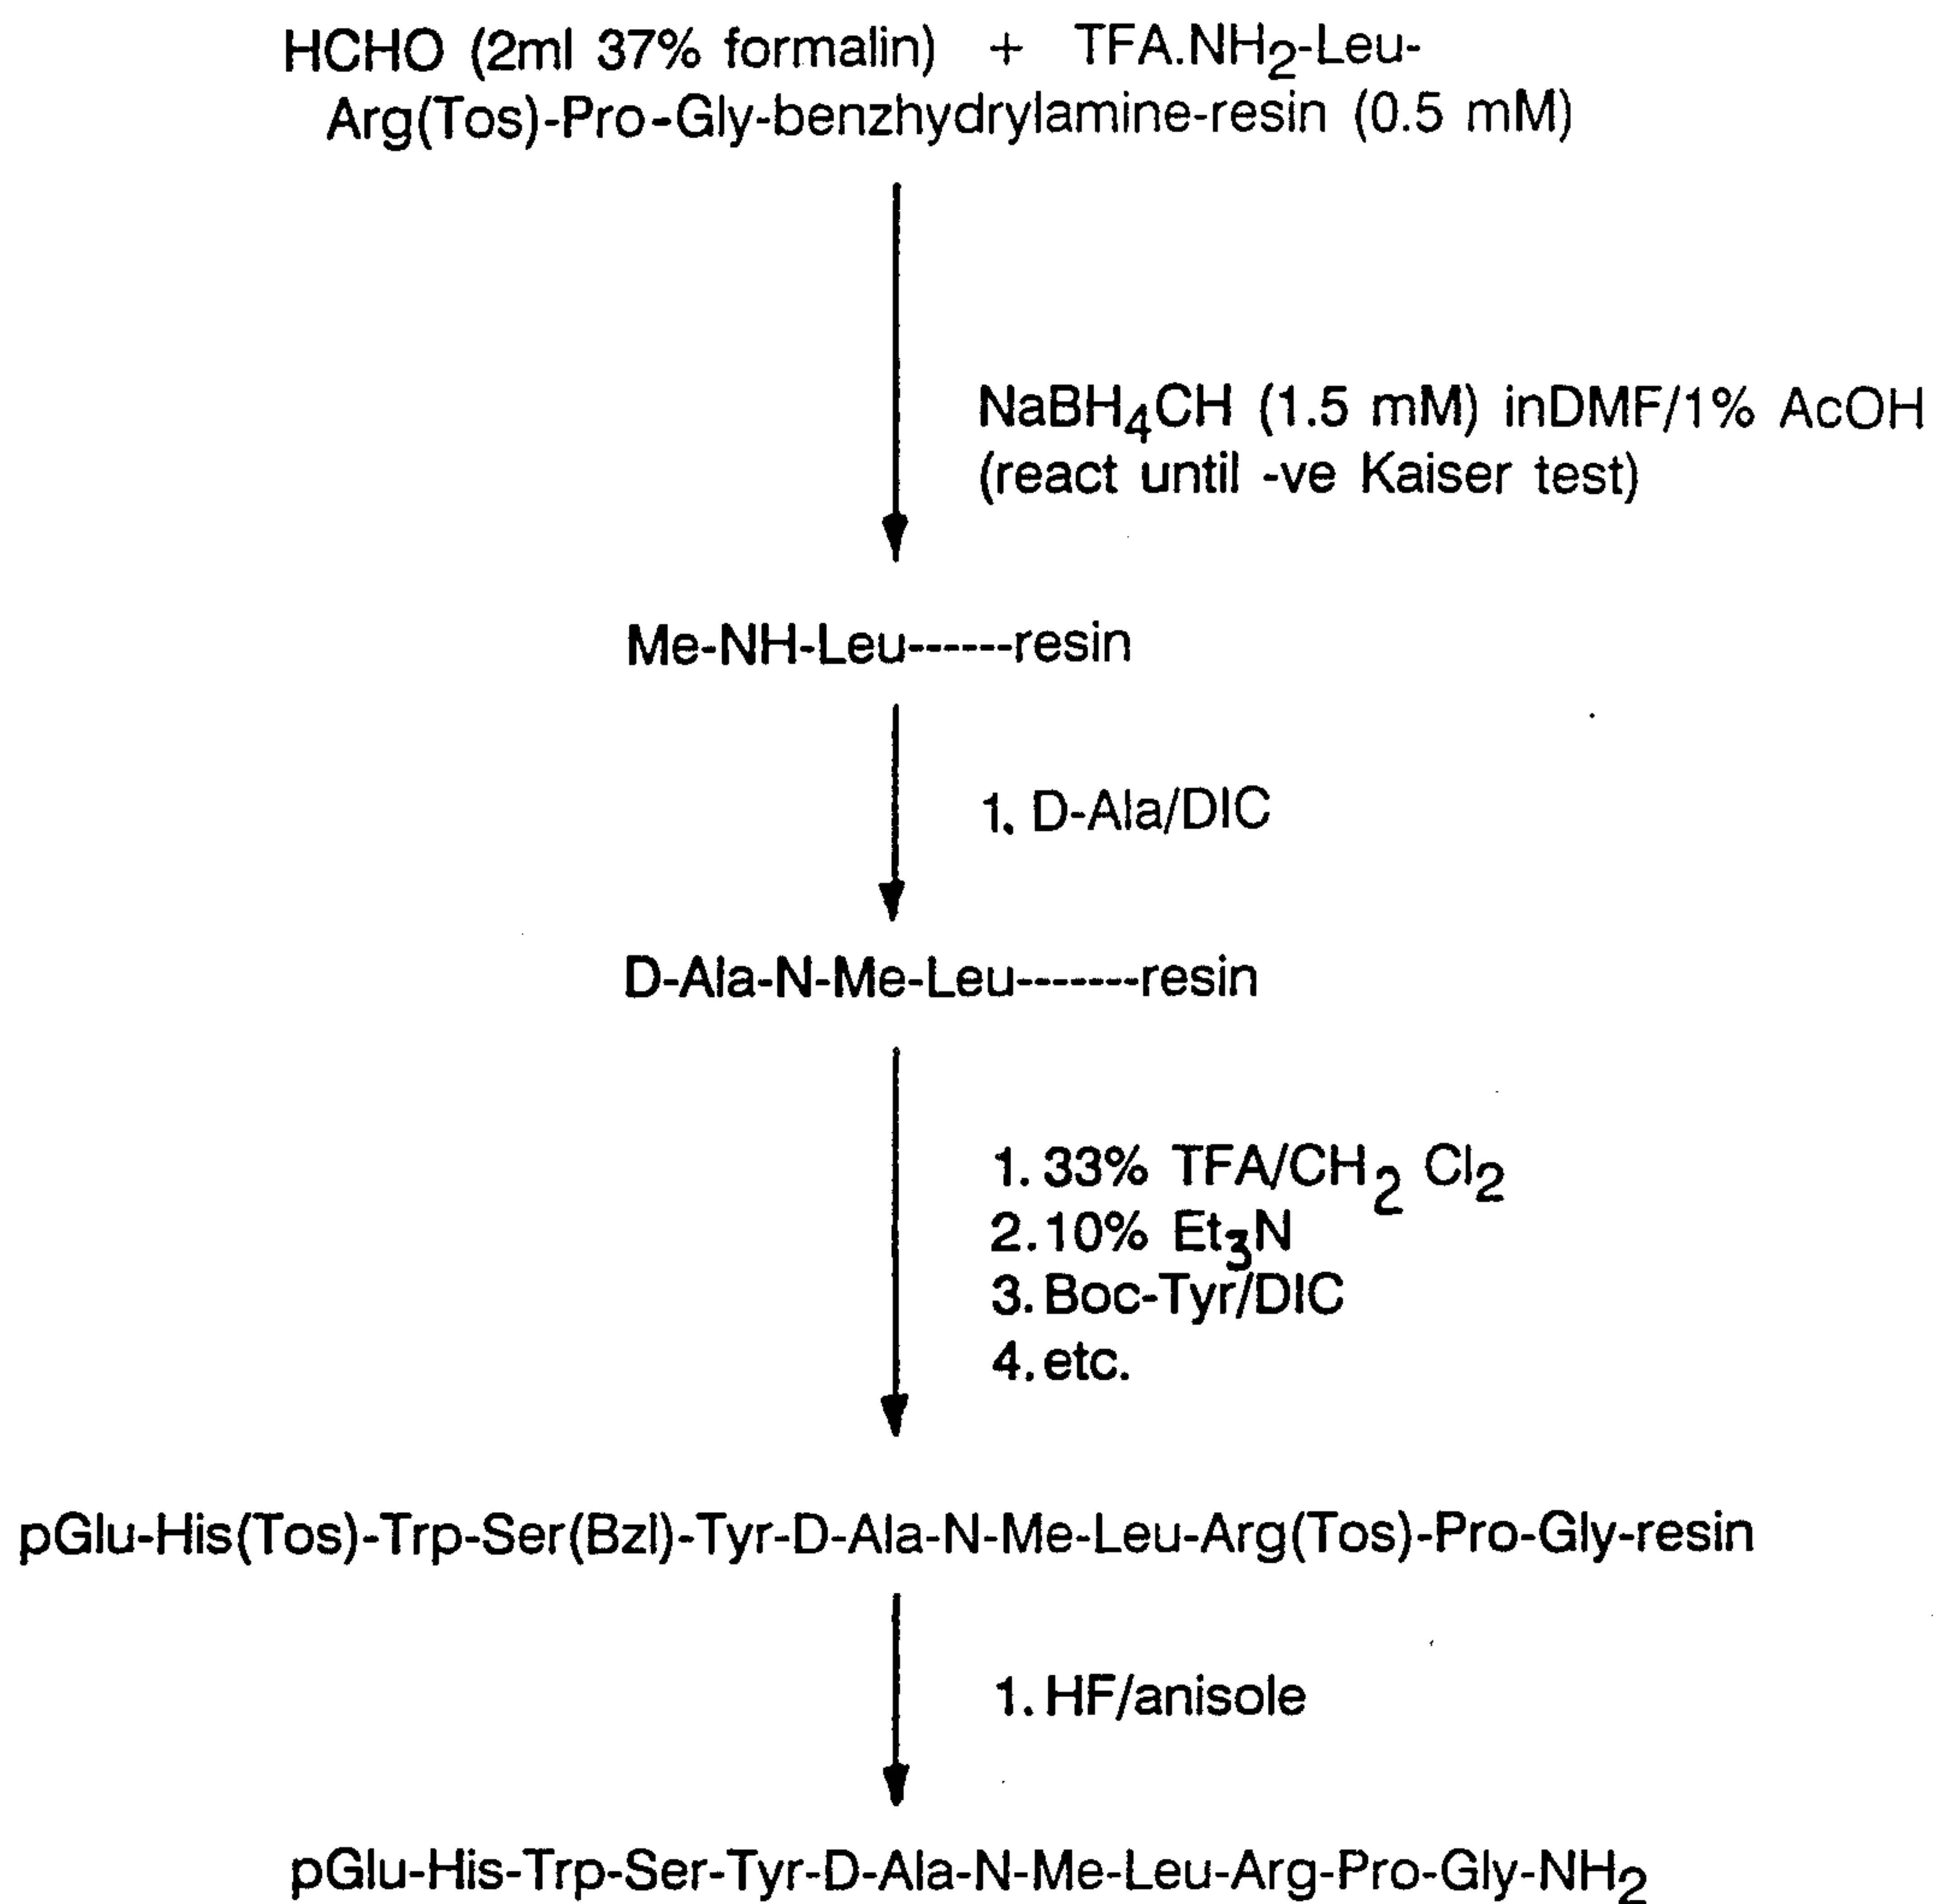 HCHO (2ml 37% formalin) + TFA.NH2-Leu-
Arg(Tos)-Pro-Gly-benzhydrylamine-resin (0.5 mM)
NaBH4CH (1.5 mM) inDMF/1% AcOH
(react until -ve Kaiser test)
Me-NH-Leu------resin
1. D-Ala/DIC
D-Ala-N-Me-Leu-------resin
1. 33% TFA/CH2 Cl2
2. 10% Et3N
3. Boc-Tyr/DIC
4. etc.
pGlu-His(Tos)-Trp-Ser(Bzl)-Tyr-D-Ala-N-Me-Leu-Arg(Tos)-Pro-Gly-resin
1. HF/anisole
pGlu-His-Trp-Ser-Tyr-D-Ala-N-Me-Leu-Arg-Pro-Gly-NH2